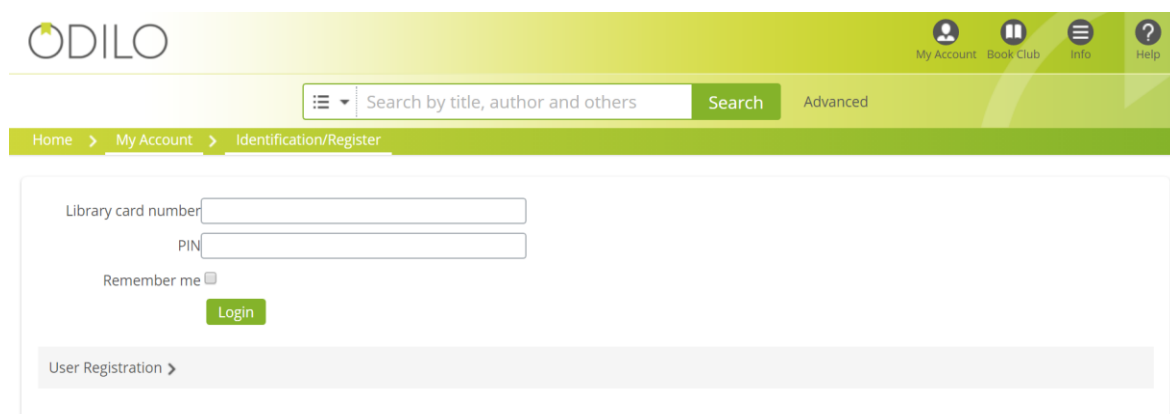 ODILO
My Account Book Club Info Help
Search by title, author and others Search Advanced
Home My Account Identification/Register
Library card number
PIN
Remember me
Login
User Registration